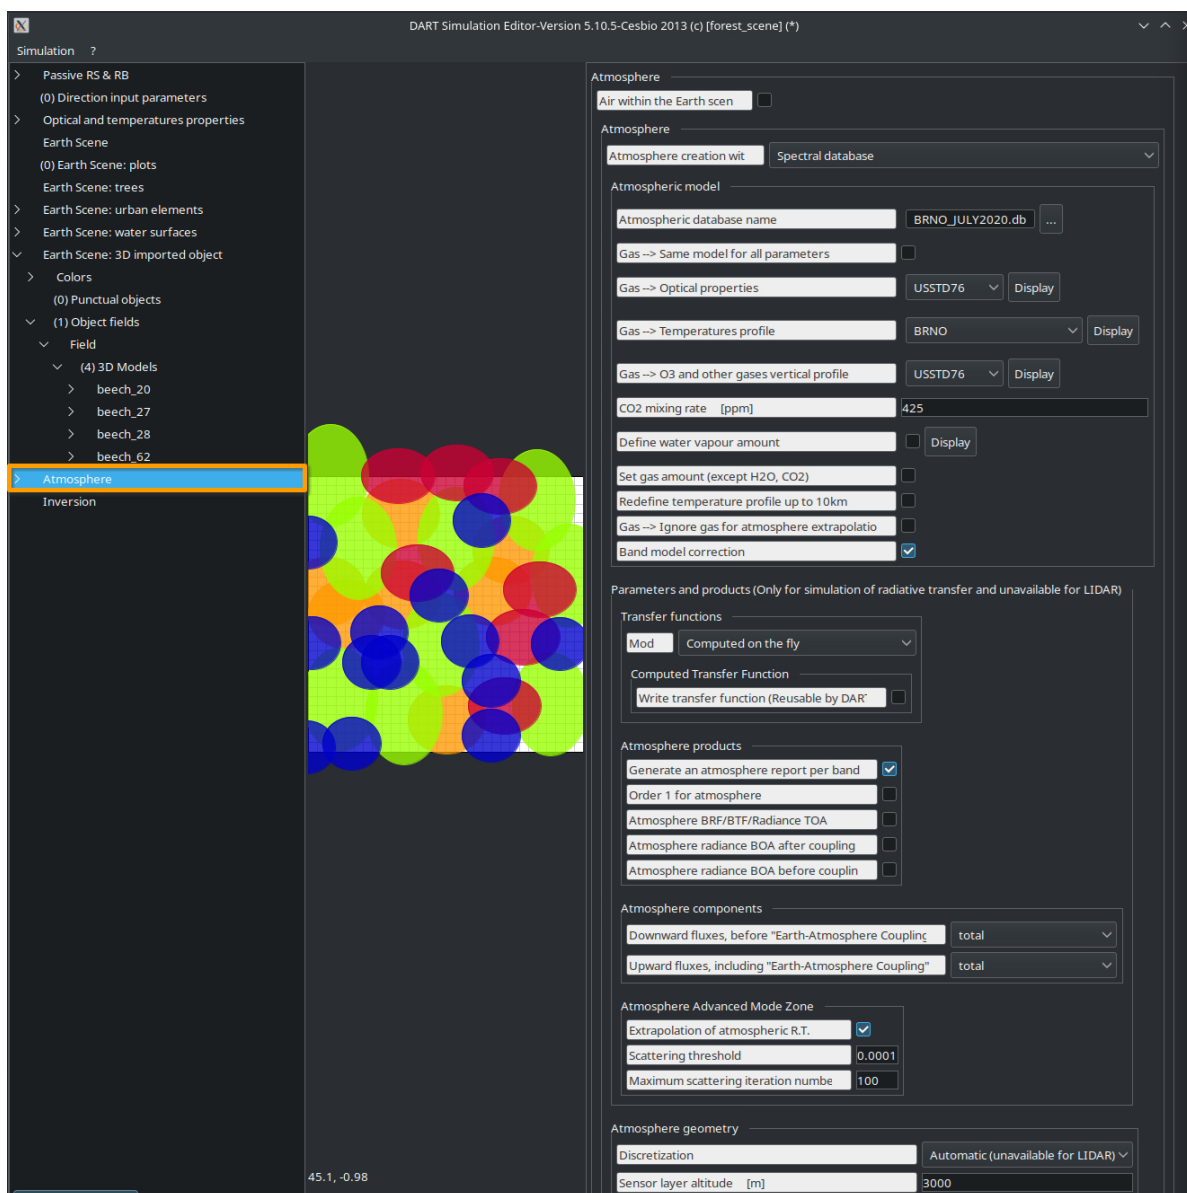 DART Simulation Editor-Version 5.10.5-Cesbio 2013 (c) [forest_scene] (*)
Simulation ?
Passive RS & RB
(0) Direction input parameters
Optical and temperatures properties
Earth Scene
(0) Earth Scene: plots
Earth Scene: trees
Earth Scene: urban elements
Earth Scene: water surfaces
Earth Scene: 3D imported object
Colors
(0) Punctual objects
(1) Object fields
Field
(4) 3D Models
beech_20
beech_27
beech_28
beech_62
Atmosphere
Inversion
45.1, -0.98
Atmosphere
Air within the Earth scen
Atmosphere
Atmosphere creation wit Spectral database
Atmospheric model
Atmospheric database name BRNO_JULY2020.db ...
Gas --> Same model for all parameters
Gas --> Optical properties USSTD76 Display
Gas --> Temperatures profile BRNO Display
Gas --> O3 and other gases vertical profile USSTD76 Display
CO2 mixing rate [ppm] 425
Define water vapour amount Display
Set gas amount (except H2O, CO2)
Redefine temperature profile up to 10km
Gas --> Ignore gas for atmosphere extrapolatio
Band model correction
Parameters and products (Only for simulation of radiative transfer and unavailable for LIDAR)
Transfer functions
Mod Computed on the fly
Computed Transfer Function
Write transfer function (Reusable by DAR
Atmosphere products
Generate an atmosphere report per band
Order 1 for atmosphere
Atmosphere BRF/BTF/Radiance TOA
Atmosphere radiance BOA after coupling
Atmosphere radiance BOA before couplin
Atmosphere components
Downward fluxes, before "Earth-Atmosphere Coupling total
Upward fluxes, including "Earth-Atmosphere Coupling" total
Atmosphere Advanced Mode Zone
Extrapolation of atmospheric R.T.
Scattering threshold 0.0001
Maximum scattering iteration numbe 100
Atmosphere geometry
Discretization Automatic (unavailable for LIDAR)
Sensor layer altitude [m] 3000